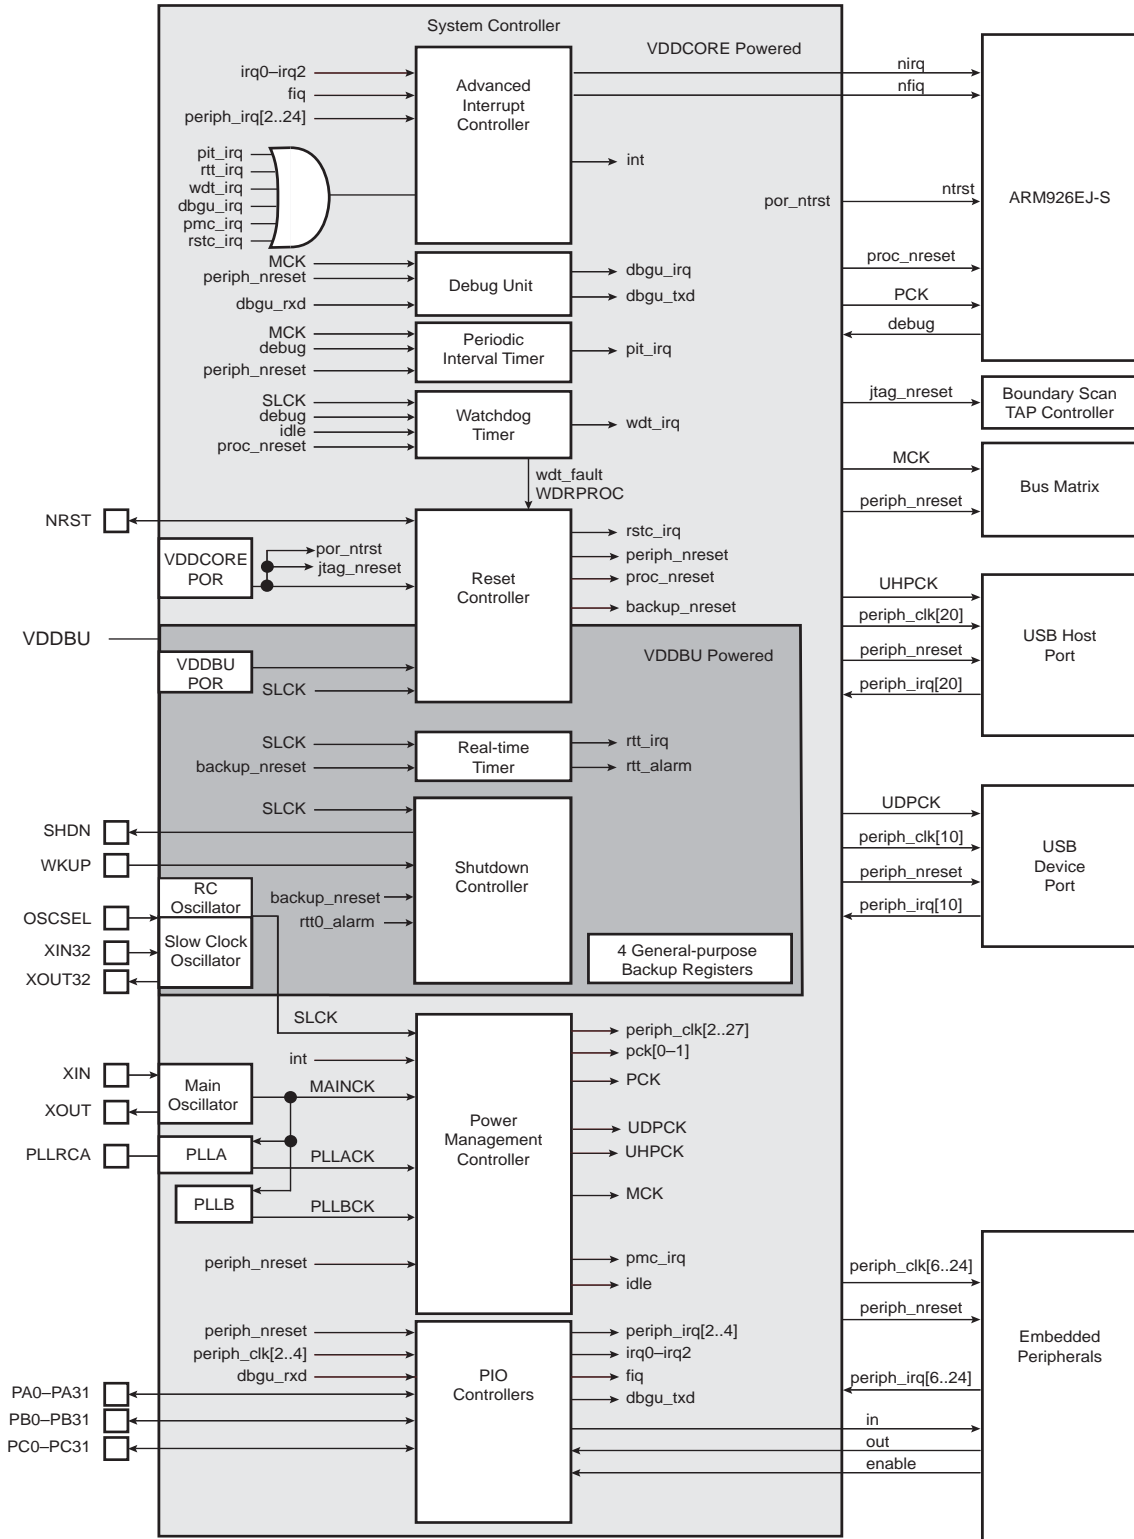 System Controller
VDDCORE Powered
irq0–irq2
fiq
periph_irq[2..24]
Advanced
Interrupt
Controller
nirq
nfiq
int
pit_irq
rtt_irq
wdt_irq
dbgu_irq
pmc_irq
rstc_irq
por_ntrst
ntrst
ARM926EJ-S
MCK
periph_nreset
dbgu_rxd
Debug Unit
dbgu_irq
dbgu_txd
proc_nreset
PCK
debug
MCK
debug
periph_nreset
Periodic
Interval Timer
pit_irq
SLCK
debug
idle
proc_nreset
Watchdog
Timer
wdt_irq
jtag_nreset
Boundary Scan
TAP Controller
wdt_fault
WDRPROC
MCK
periph_nreset
Bus Matrix
NRST
VDDCORE
POR
por_ntrst
jtag_nreset
Reset
Controller
rstc_irq
periph_nreset
proc_nreset
backup_nreset
UHPCK
periph_clk[20]
periph_nreset
periph_irq[20]
USB Host
Port
VDDBU
VDDBU Powered
VDDBU
POR
SLCK
SLCK
backup_nreset
Real-time
Timer
rtt_irq
rtt_alarm
SLCK
SHDN
WKUP
Shutdown
Controller
backup_nreset
rtt0_alarm
UDPCK
periph_clk[10]
periph_nreset
periph_irq[10]
USB
Device
Port
RC
Oscillator
OSCSEL
XIN32
XOUT32
Slow Clock
Oscillator
4 General-purpose
Backup Registers
SLCK
int
XIN
XOUT
Main
Oscillator
MAINCK
PLLRCA
PLLA
PLLACK
PLLB
PLLBCK
periph_nreset
Power
Management
Controller
periph_clk[2..27]
pck[0–1]
PCK
UDPCK
UHPCK
MCK
pmc_irq
idle
periph_nreset
periph_clk[2..4]
dbgu_rxd
PA0–PA31
PB0–PB31
PC0–PC31
PIO
Controllers
periph_irq[2..4]
irq0–irq2
fiq
dbgu_txd
periph_clk[6..24]
periph_nreset
periph_irq[6..24]
in
out
enable
Embedded
Peripherals